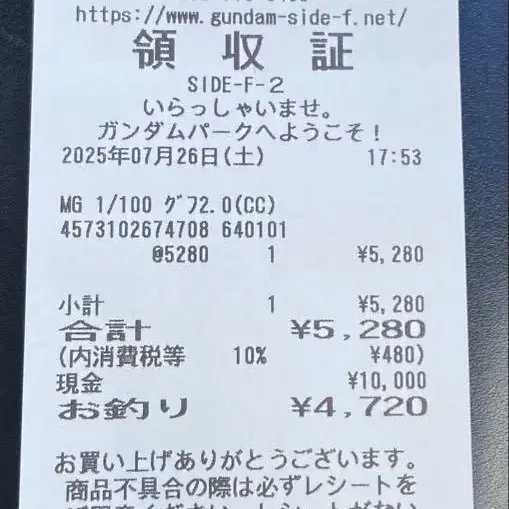 https://www.gundam-side-f.net/
領収証
SIDE-F-2
いらっしゃいませ。
ガンダムパークへようこそ!
2025年07月26日(土) 17:53
MG 1/100 グフ2.0(CC)
4573102674708 640101
@5280 1 ¥5,280
小計 1 ¥5,280
合計 ¥5,280
(内消費税等 10% ¥480)
現金 ¥10,000
お釣り ¥4,720
お買い上げありがとうございます。
商品不具合の際は必ずレシートを